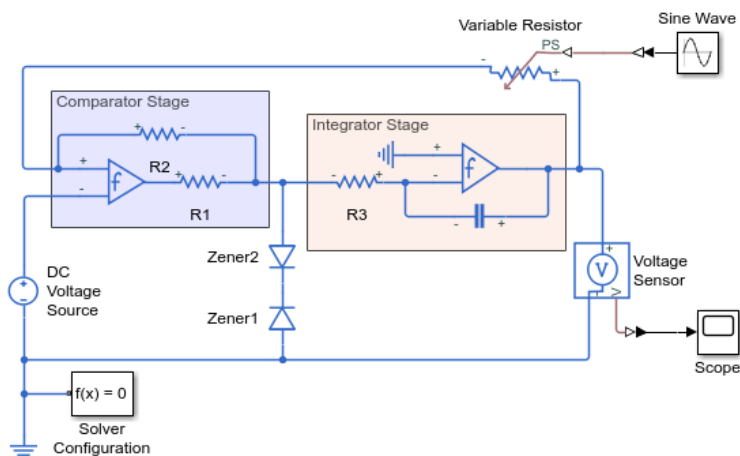 Variable Resistor
Sine Wave
PS
- +
Comparator Stage
Integrator Stage
+ -
+
+
f
R2
f
-
+ -
- +
-
R1
R3
- +
Zener2
DC
Voltage
Source
+
-
+
V
- V
Voltage
Sensor
Zener1
Scope
f(x) = 0
Solver
Configuration